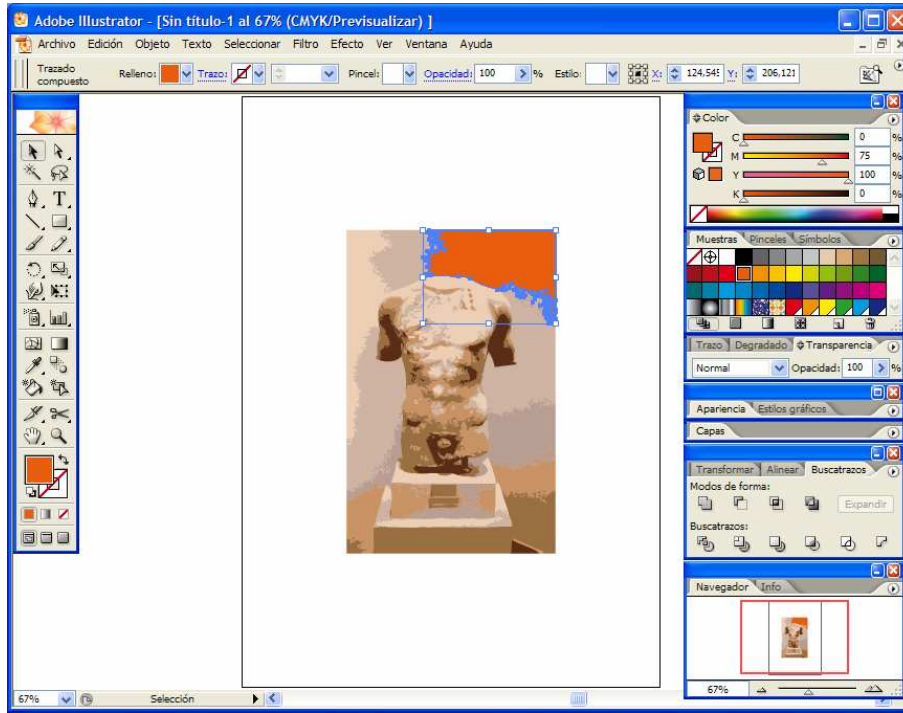 Adobe Illustrator - [Sin título-1 al 67% (CMYK/Previsualizar) ]
Archivo Edición Objeto Texto Seleccionar Filtro Efecto Ver Ventana Ayuda
Trazado compuesto
Relleno: Trazo: Pincel: Opacidad: 100 % Estilo: X: 124,545 Y: 206,121
Color
C 0 %
M 75 %
Y 100 %
K 0 %
Muestras Pinceles Símbolos
Trazo Degradado Transparencia
Normal Opacidad: 100 %
Apariencia Estilos gráficos
Capas
Transformar Alinear Buscatrazos
Modos de forma:
Expandir
Buscatrazos:
Navegador Info
67%
67% Selección